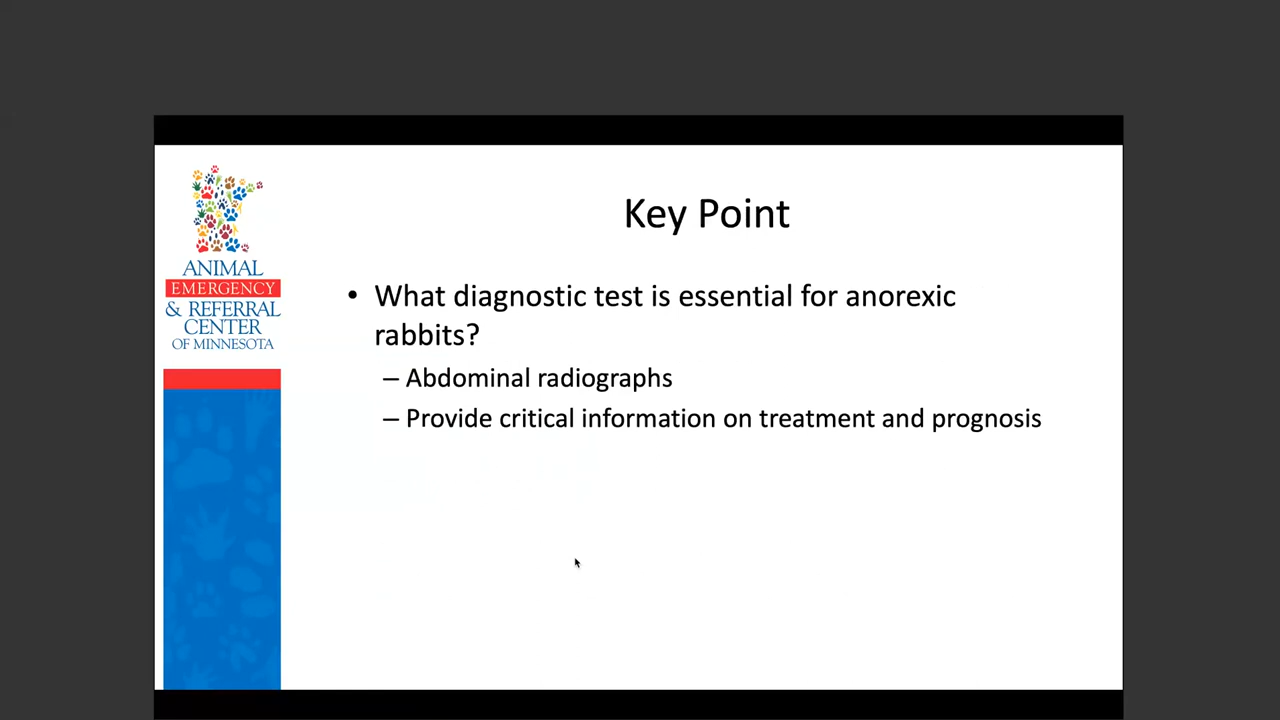 ANIMAL
EMERGENCY
& REFERRAL
CENTER
OF MINNESOTA
Key Point
• What diagnostic test is essential for anorexic
rabbits?
– Abdominal radiographs
– Provide critical information on treatment and prognosis